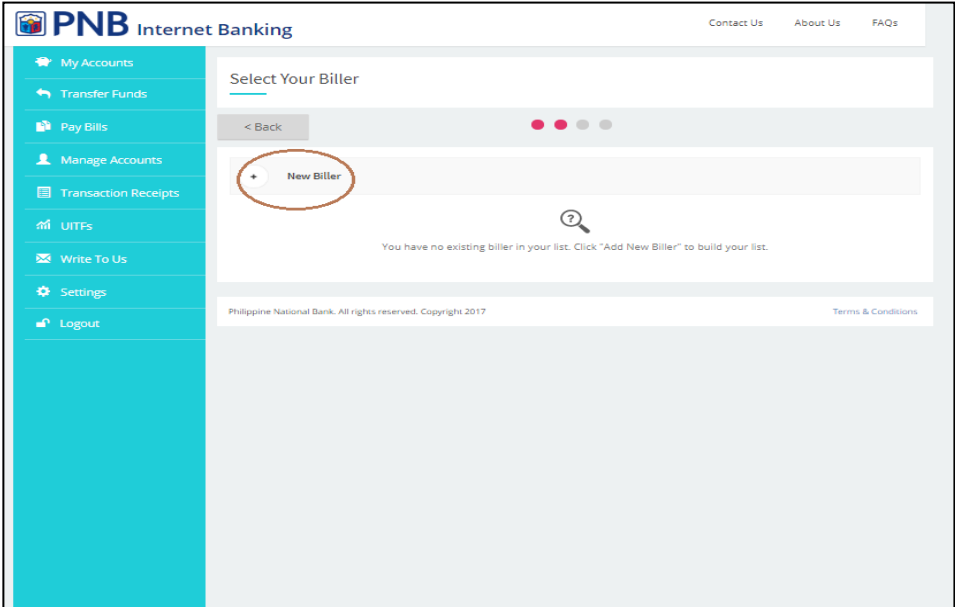 PNB Internet Banking
Contact Us About Us FAQs
My Accounts
Transfer Funds
Pay Bills
Manage Accounts
Transaction Receipts
UITFs
Write To Us
Settings
Logout
Select Your Biller
< Back
+ New Biller
?
You have no existing biller in your list. Click "Add New Biller" to build your list.
Philippine National Bank. All rights reserved. Copyright 2017
Terms & Conditions